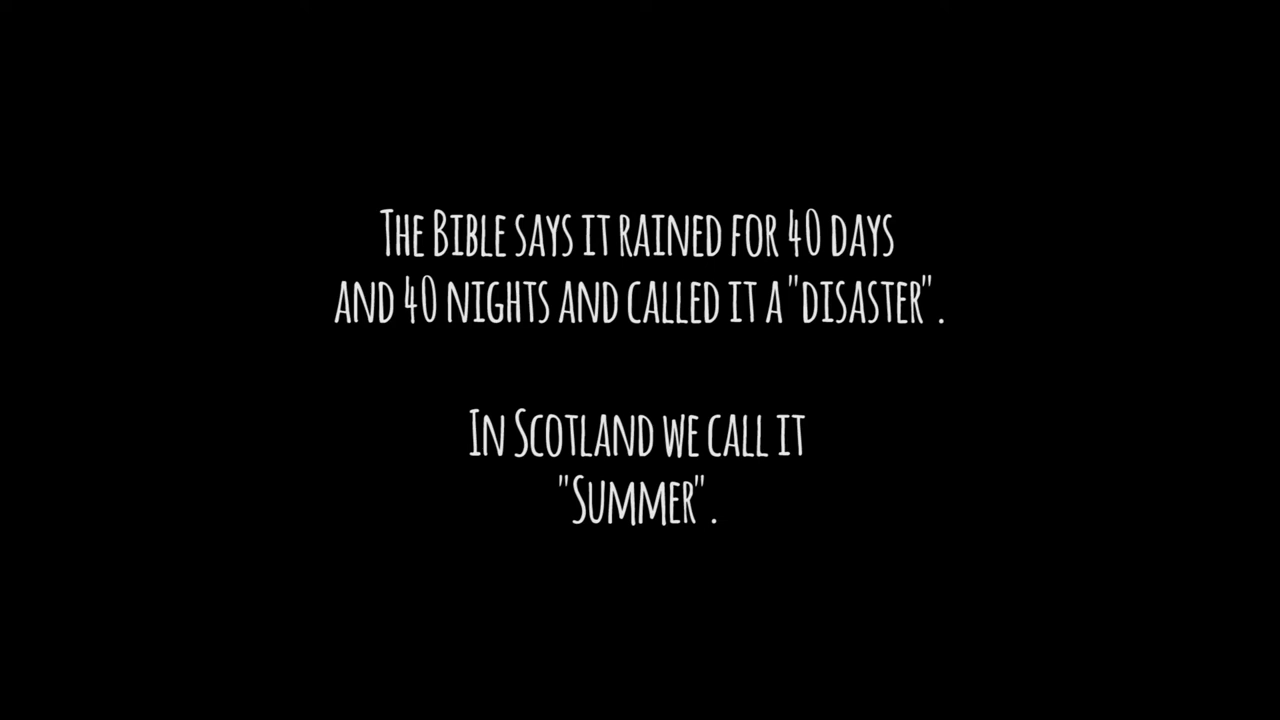 The Bible says it rained for 40 days
and 40 nights and called it a "disaster".
In Scotland we call it
"Summer".